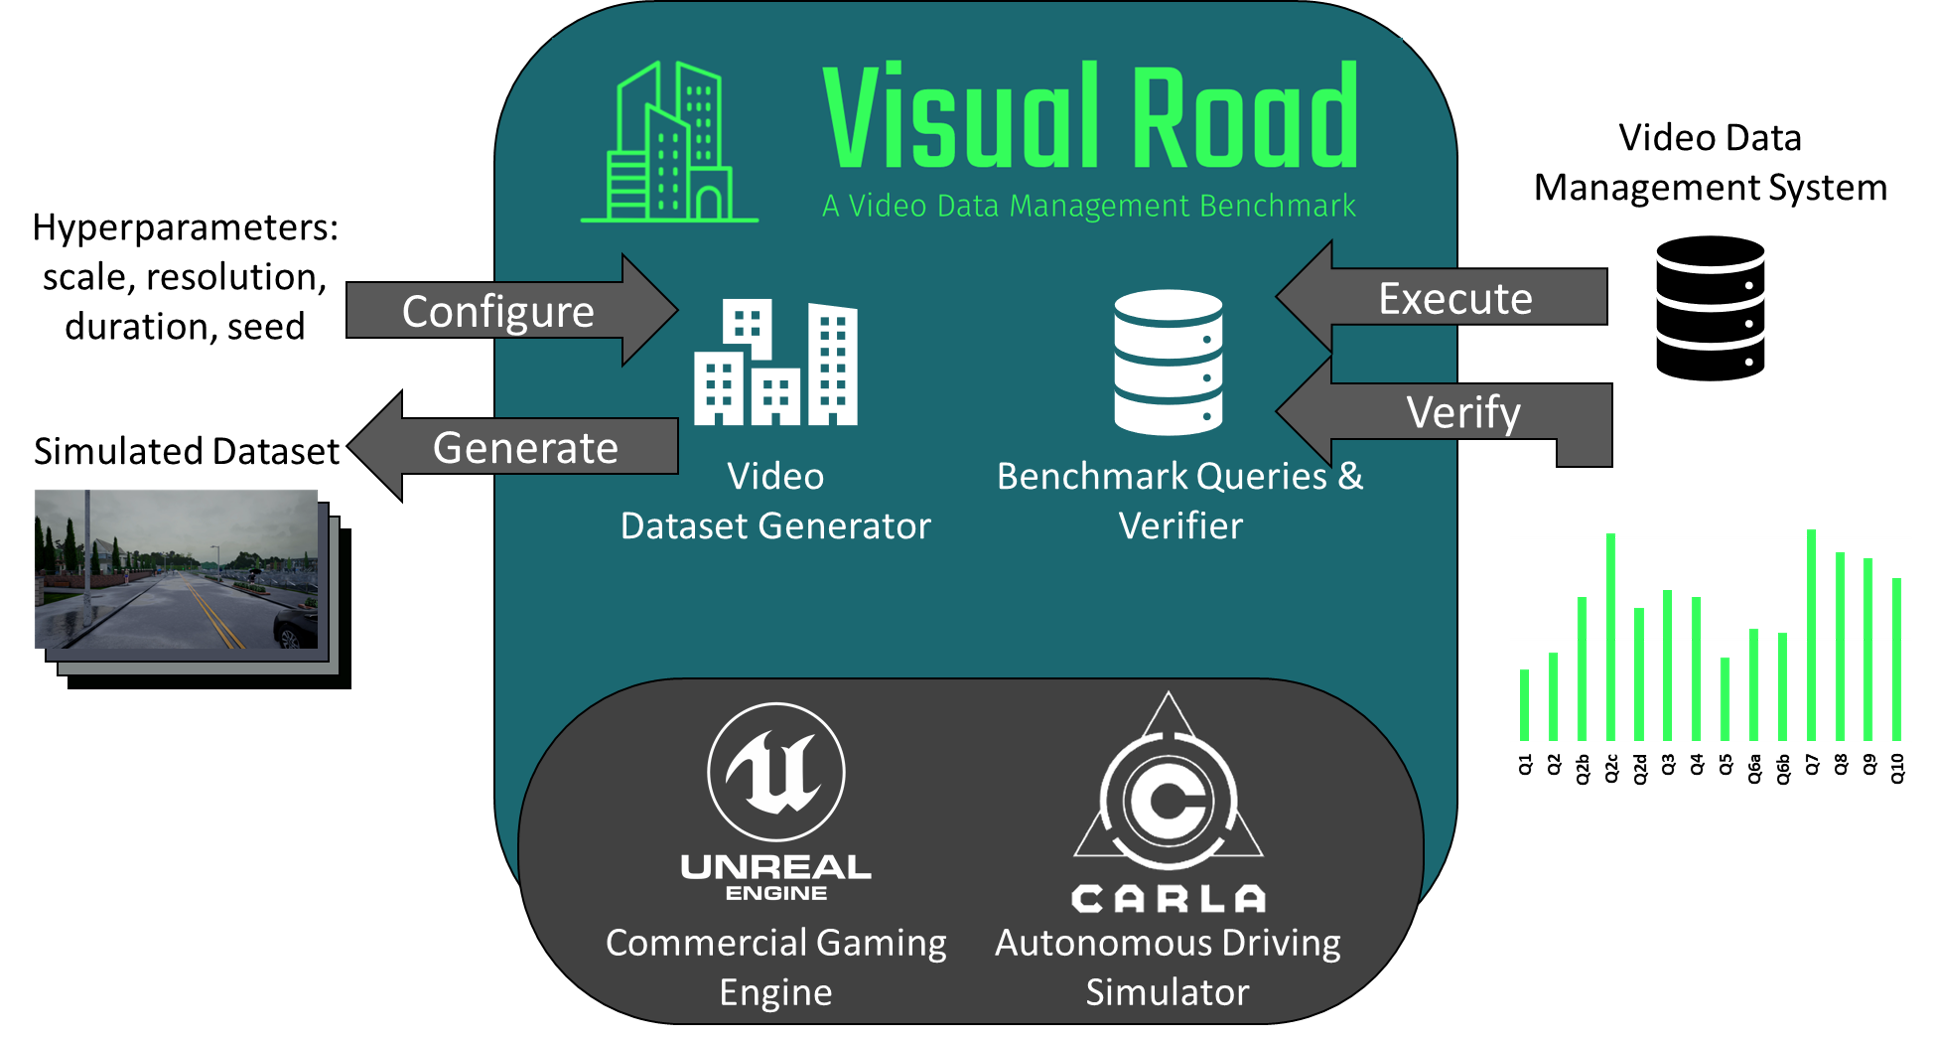 Visual Road
A Video Data Management Benchmark
Hyperparameters:
scale, resolution,
duration, seed
Configure
Generate
Simulated Dataset
Video
Dataset Generator
Benchmark Queries &
Verifier
Execute
Verify
Video Data
Management System
Q1
Q2
Q2b
Q2c
Q2d
Q3
Q4
Q5
Q6a
Q6b
Q7
Q8
Q9
Q10
UNREAL
ENGINE
Commercial Gaming
Engine
CARLA
Autonomous Driving
Simulator